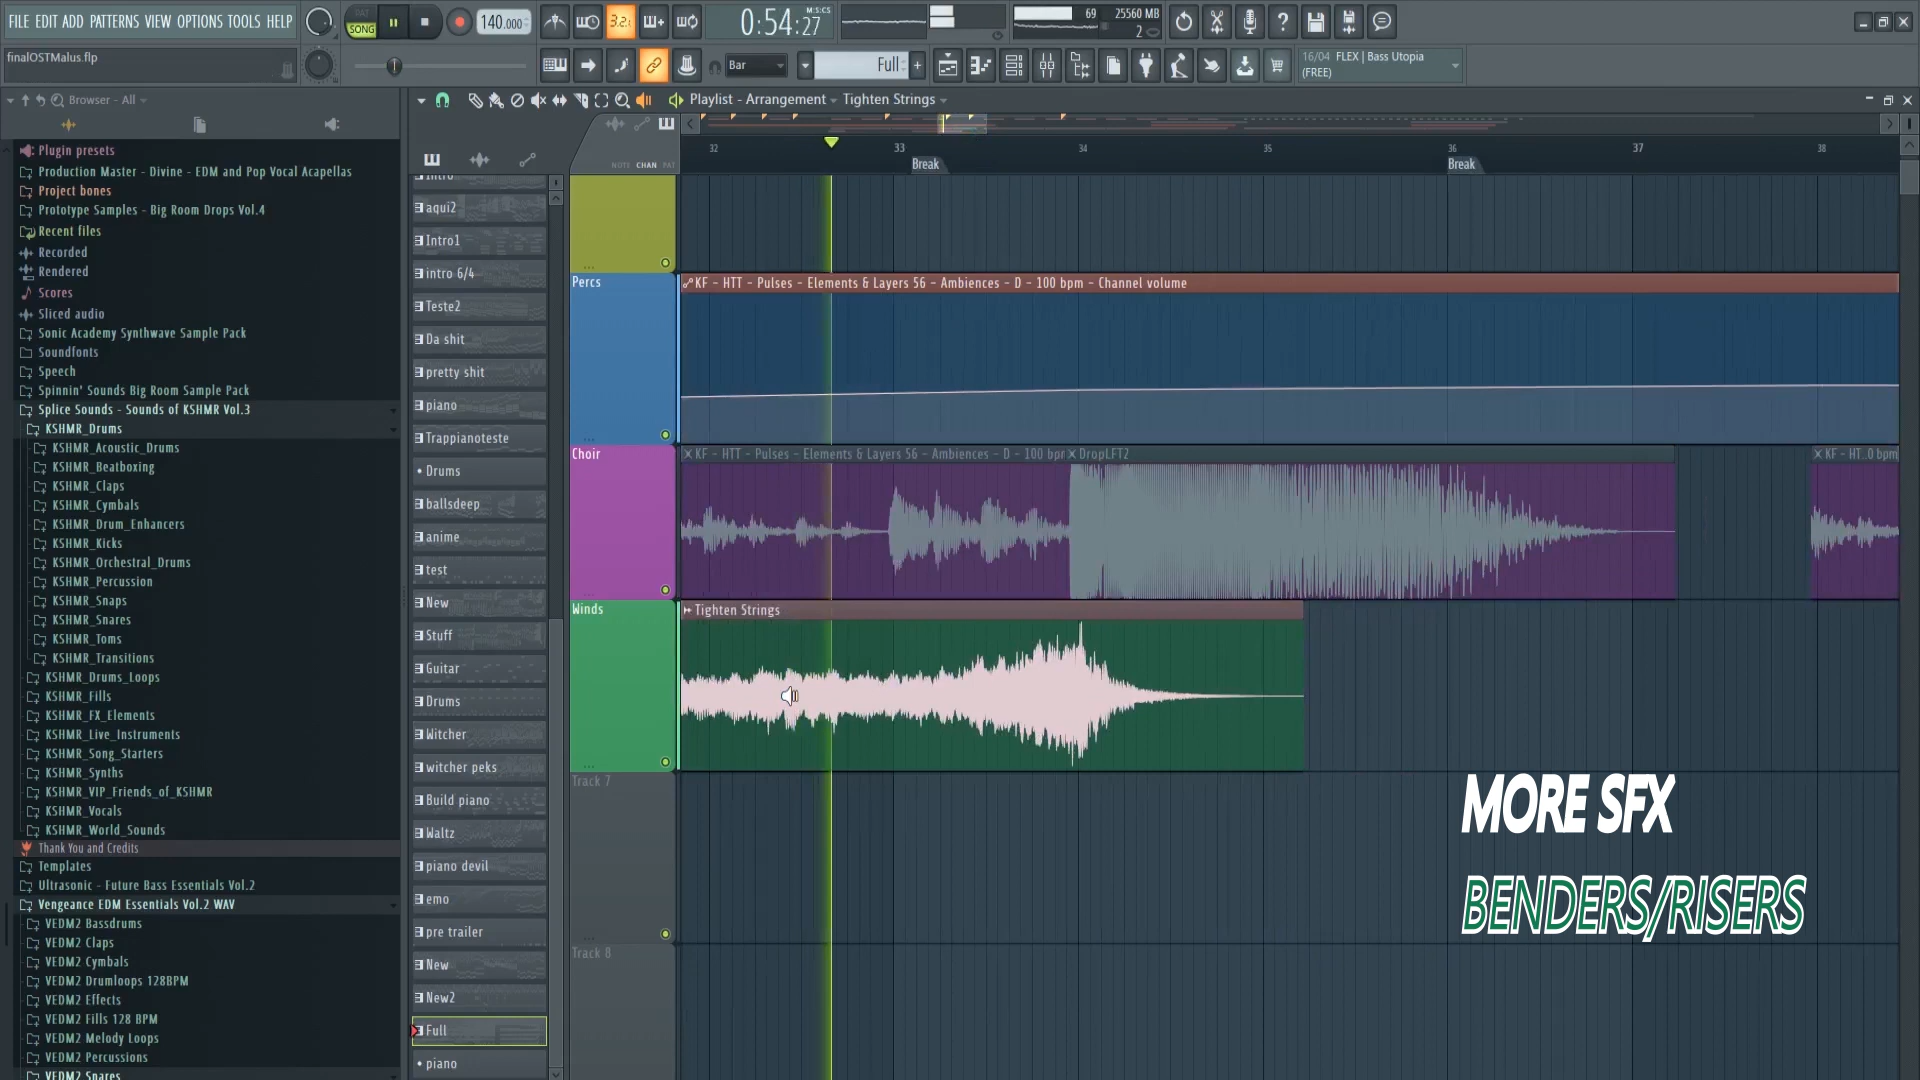 FILE EDIT ADD PATTERNS VIEW OPTIONS TOOLS HELP
PAT
SONG
140.000
3.2.
0:54:27
M:S:CS
69
25560 MB
2
finalOSTMalus.flp
Bar
Full
16/04 FLEX | Bass Utopia
(FREE)
Browser - All
Playlist - Arrangement
Tighten Strings
NOTE CHAN PAT
32
33
34
35
36
37
38
Break
Break
Plugin presets
Production Master - Divine - EDM and Pop Vocal Acapellas
Project bones
Prototype Samples - Big Room Drops Vol.4
Recent files
Recorded
Rendered
Scores
Sliced audio
Sonic Academy Synthwave Sample Pack
Soundfonts
Speech
Spinnin' Sounds Big Room Sample Pack
Splice Sounds - Sounds of KSHMR Vol.3
KSHMR_Drums
KSHMR_Acoustic_Drums
KSHMR_Beatboxing
KSHMR_Claps
KSHMR_Cymbals
KSHMR_Drum_Enhancers
KSHMR_Kicks
KSHMR_Orchestral_Drums
KSHMR_Percussion
KSHMR_Snaps
KSHMR_Snares
KSHMR_Toms
KSHMR_Transitions
KSHMR_Drums_Loops
KSHMR_Fills
KSHMR_FX_Elements
KSHMR_Live_Instruments
KSHMR_Song_Starters
KSHMR_Synths
KSHMR_VIP_Friends_of_KSHMR
KSHMR_Vocals
KSHMR_World_Sounds
Thank You and Credits
Templates
Ultrasonic - Future Bass Essentials Vol.2
Vengeance EDM Essentials Vol.2 WAV
VEDM2 Bassdrums
VEDM2 Claps
VEDM2 Cymbals
VEDM2 Drumloops 128BPM
VEDM2 Effects
VEDM2 Fills 128 BPM
VEDM2 Melody Loops
VEDM2 Percussions
VEDM2 Snares
Intro
aqui2
Intro1
intro 6/4
Teste2
Da shit
pretty shit
piano
Trappianoteste
Drums
ballsdeep
anime
test
New
Stuff
Guitar
Drums
Witcher
witcher peks
Build piano
Waltz
piano devil
emo
pre trailer
New
New2
Full
piano
Percs
KF - HTT - Pulses - Elements & Layers 56 - Ambiences - D - 100 bpm - Channel volume
Choir
KF - HTT - Pulses - Elements & Layers 56 - Ambiences - D - 100 bpm
DropLFT2
KF - HT..0 bpm
Winds
Tighten Strings
Track 7
Track 8
MORE SFX
BENDERS/RISERS